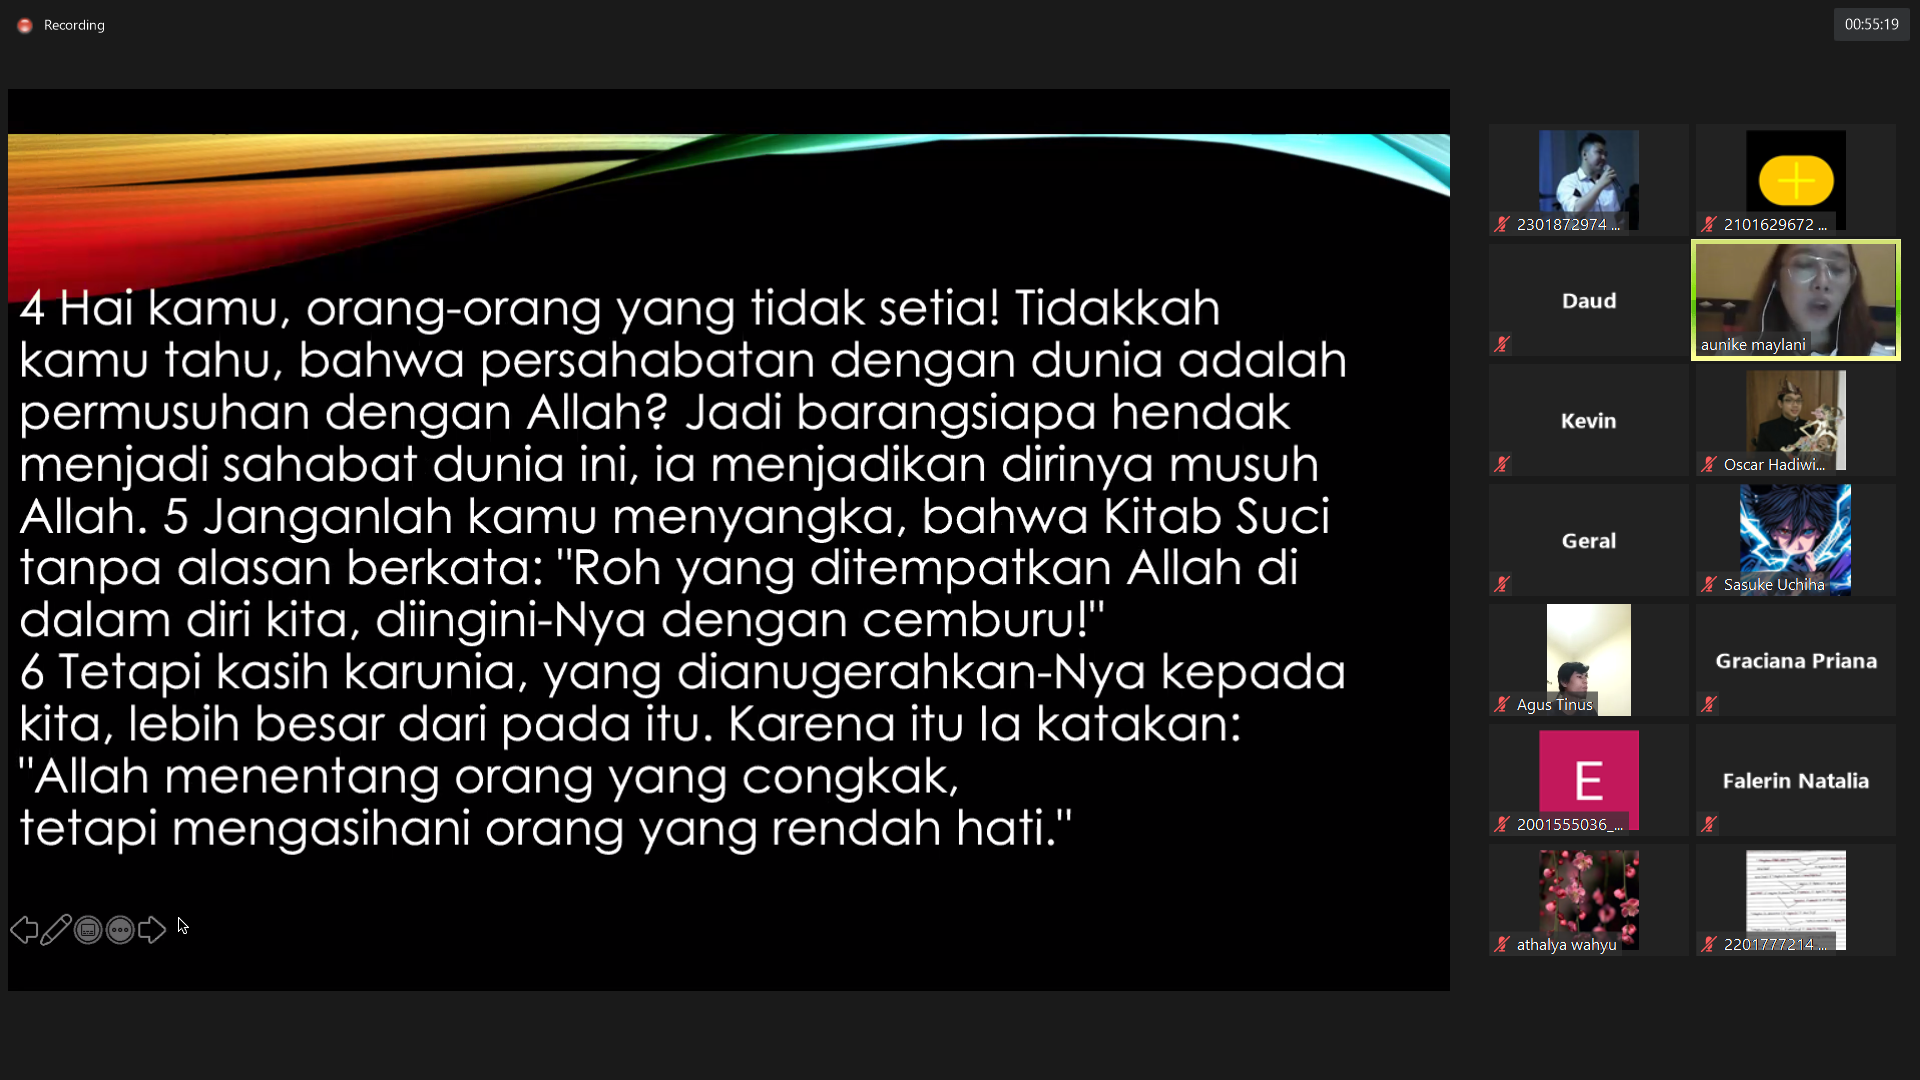 Recording
00:55:19
4 Hai kamu, orang-orang yang tidak setia! Tidakkah
kamu tahu, bahwa persahabatan dengan dunia adalah
permusuhan dengan Allah? Jadi barangsiapa hendak
menjadi sahabat dunia ini, ia menjadikan dirinya musuh
Allah. 5 Janganlah kamu menyangka, bahwa Kitab Suci
tanpa alasan berkata: "Roh yang ditempatkan Allah di
dalam diri kita, diingini-Nya dengan cemburu!"
6 Tetapi kasih karunia, yang dianugerahkan-Nya kepada
kita, lebih besar dari pada itu. Karena itu Ia katakan:
"Allah menentang orang yang congkak,
tetapi mengasihani orang yang rendah hati."
2301872974 ...
2101629672 ...
Daud
aunike maylani
Kevin
Oscar Hadiwi...
Geral
Sasuke Uchiha
Agus Tinus
Graciana Priana
E
2001555036_...
Falerin Natalia
athalya wahyu
2201777214 ...